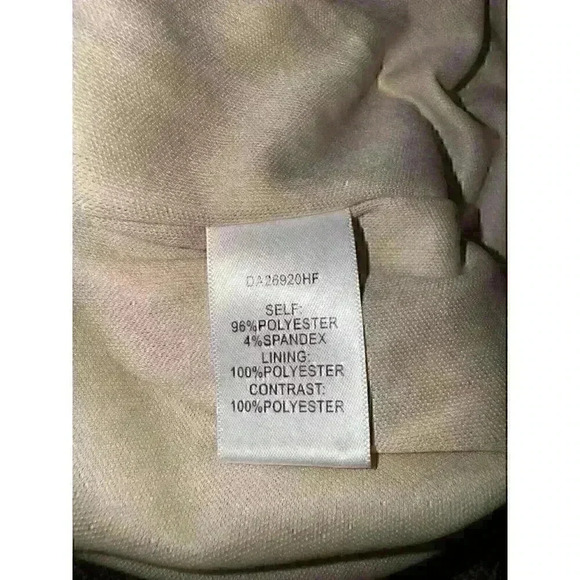 DA26920HF
SELF:
96%POLYESTER
4%SPANDEX
LINING:
100%POLYESTER
CONTRAST:
100%POLYESTER